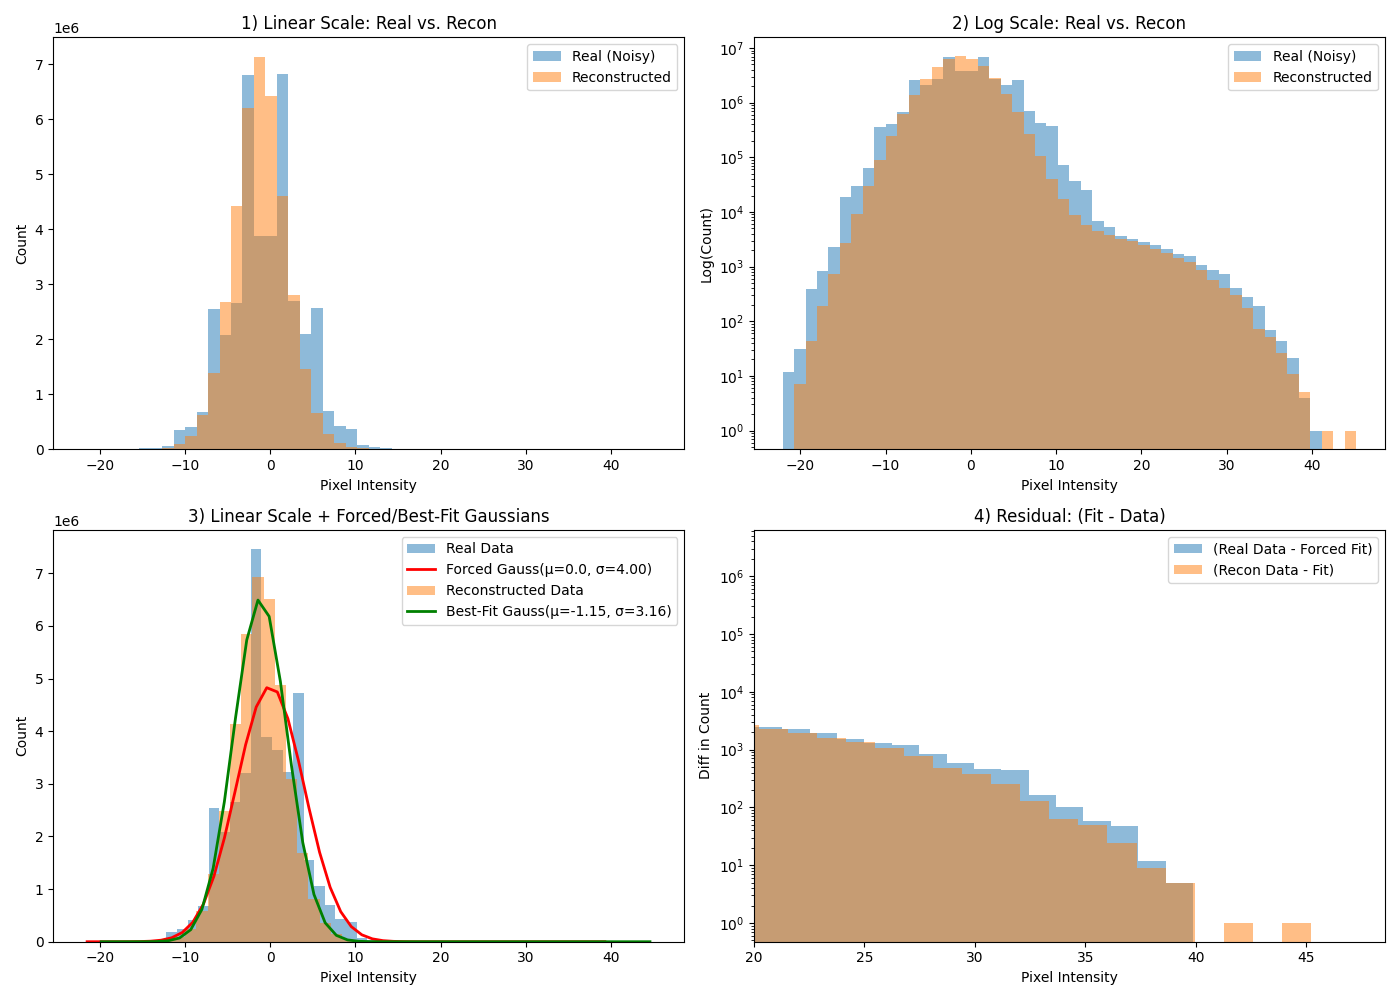 1) Linear Scale: Real vs. Recon
1e6
Real (Noisy)
Reconstructed
7
6
5
4
3
2
1
0
Count
−20 −10 0 10 20 30 40
Pixel Intensity
2) Log Scale: Real vs. Recon
Real (Noisy)
Reconstructed
10⁷
10⁶
10⁵
10⁴
10³
10²
10¹
10⁰
Log(Count)
−20 −10 0 10 20 30 40
Pixel Intensity
3) Linear Scale + Forced/Best-Fit Gaussians
1e6
Real Data
Forced Gauss(μ=0.0, σ=4.00)
Reconstructed Data
Best-Fit Gauss(μ=-1.15, σ=3.16)
7
6
5
4
3
2
1
0
Count
−20 −10 0 10 20 30 40
Pixel Intensity
4) Residual: (Fit - Data)
(Real Data - Forced Fit)
(Recon Data - Fit)
10⁶
10⁵
10⁴
10³
10²
10¹
10⁰
Diff in Count
20 25 30 35 40 45
Pixel Intensity